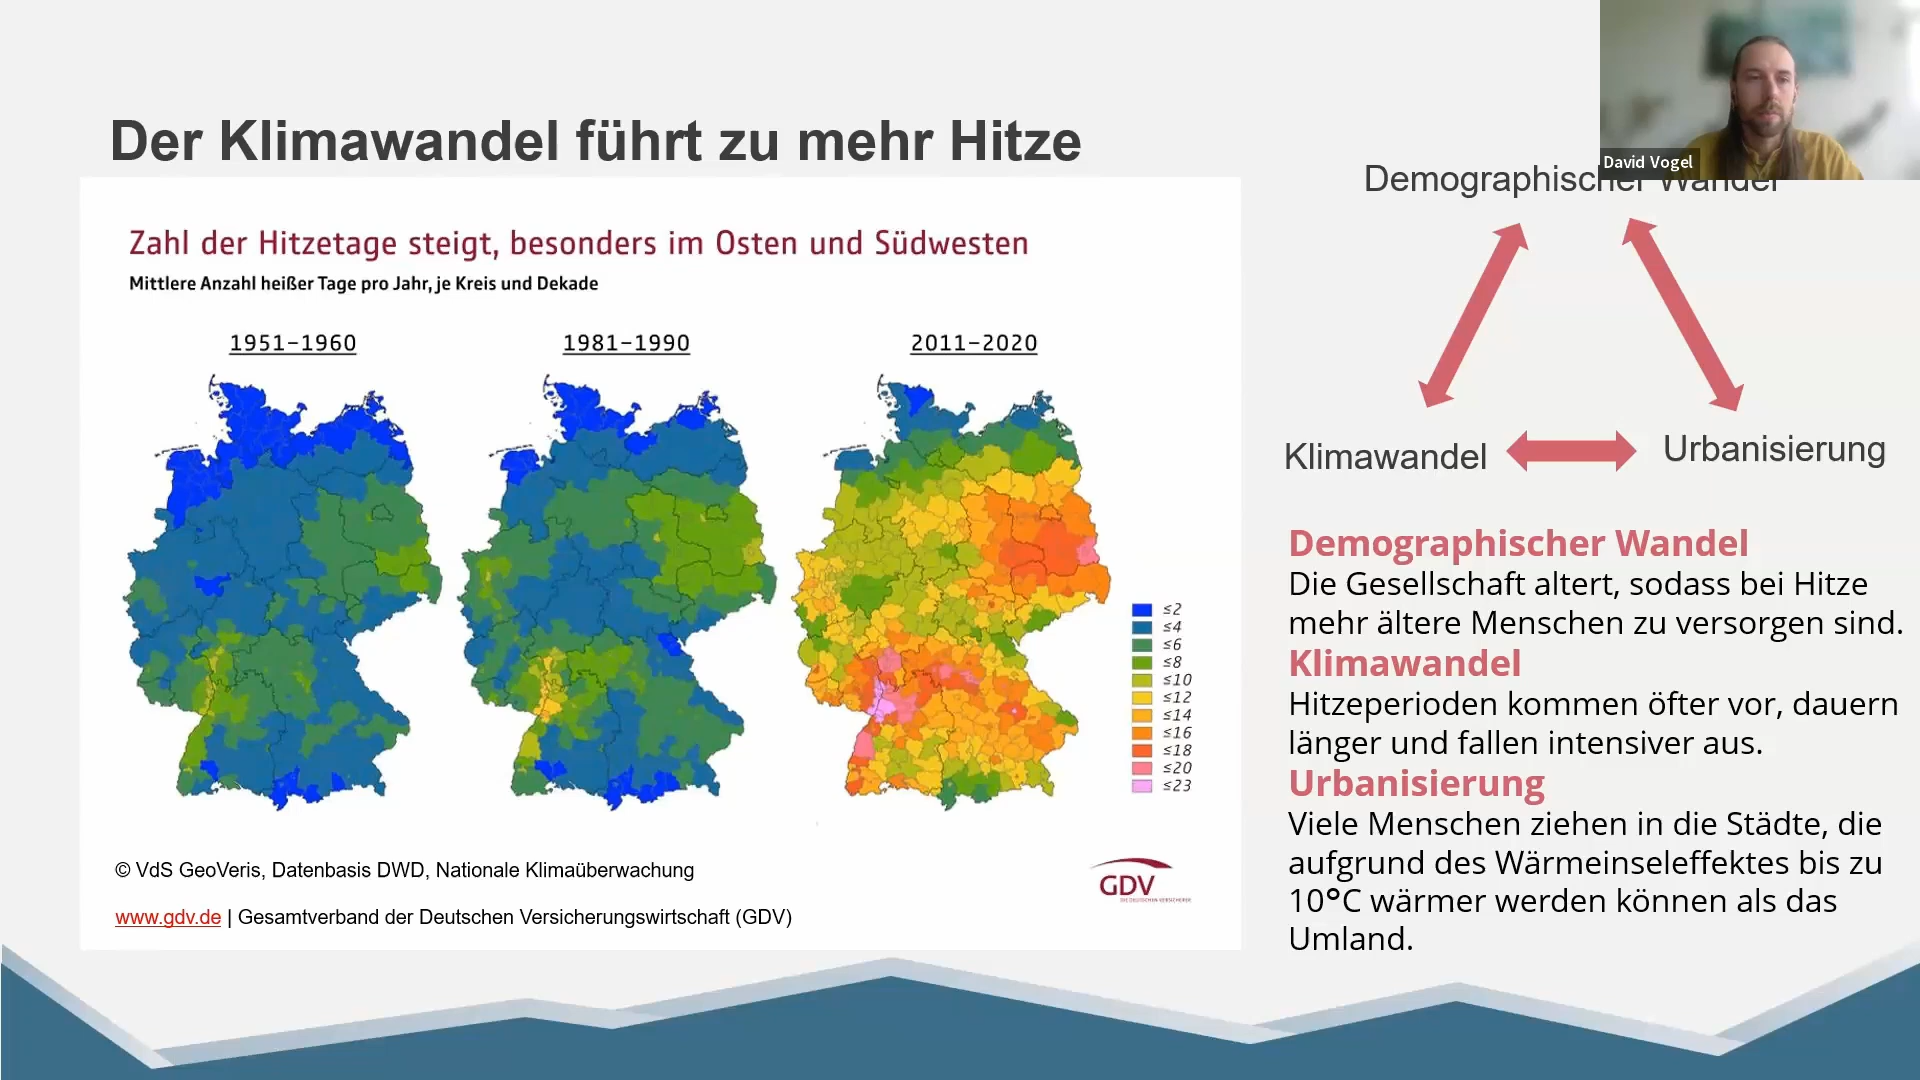 Der Klimawandel führt zu mehr Hitze
David Vogel
Zahl der Hitzetage steigt, besonders im Osten und Südwesten
Mittlere Anzahl heißer Tage pro Jahr, je Kreis und Dekade
1951–1960
1981–1990
2011–2020
≤2
≤4
≤6
≤8
≤10
≤12
≤14
≤16
≤18
≤20
≤23
© VdS GeoVeris, Datenbasis DWD, Nationale Klimaüberwachung
www.gdv.de | Gesamtverband der Deutschen Versicherungswirtschaft (GDV)
GDV
DIE DEUTSCHEN VERSICHERER
Demographischer Wandel
Klimawandel
Urbanisierung
Demographischer Wandel
Die Gesellschaft altert, sodass bei Hitze
mehr ältere Menschen zu versorgen sind.
Klimawandel
Hitzeperioden kommen öfter vor, dauern
länger und fallen intensiver aus.
Urbanisierung
Viele Menschen ziehen in die Städte, die
aufgrund des Wärmeinseleffektes bis zu
10°C wärmer werden können als das
Umland.